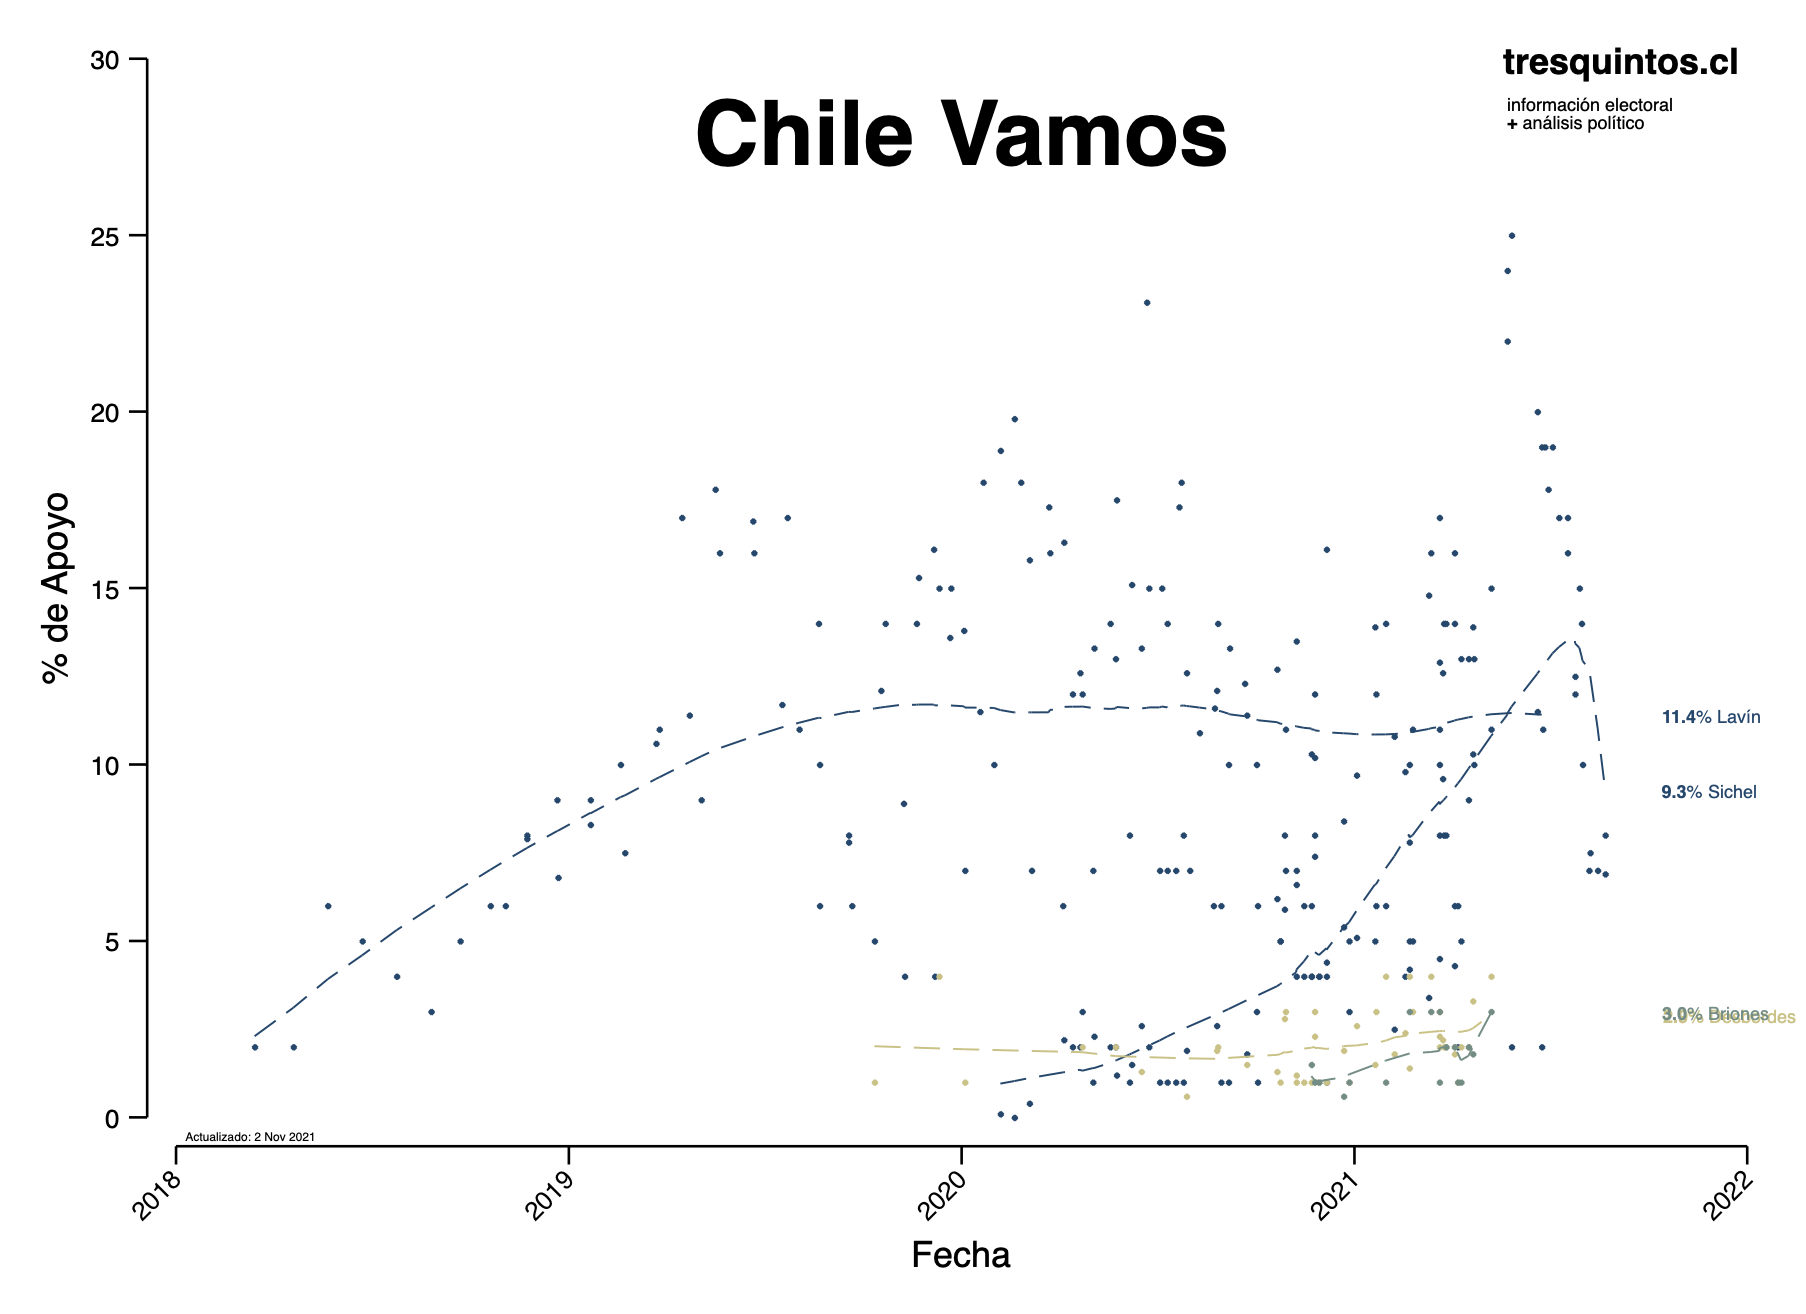 tresquintos.cl
información electoral
+ análisis político
Chile Vamos
% de Apoyo
30
25
20
15
10
5
0
11.4% Lavín
9.3% Sichel
3.0% Briones
Desbordes
Actualizado: 2 Nov 2021
2018
2019
2020
2021
2022
Fecha